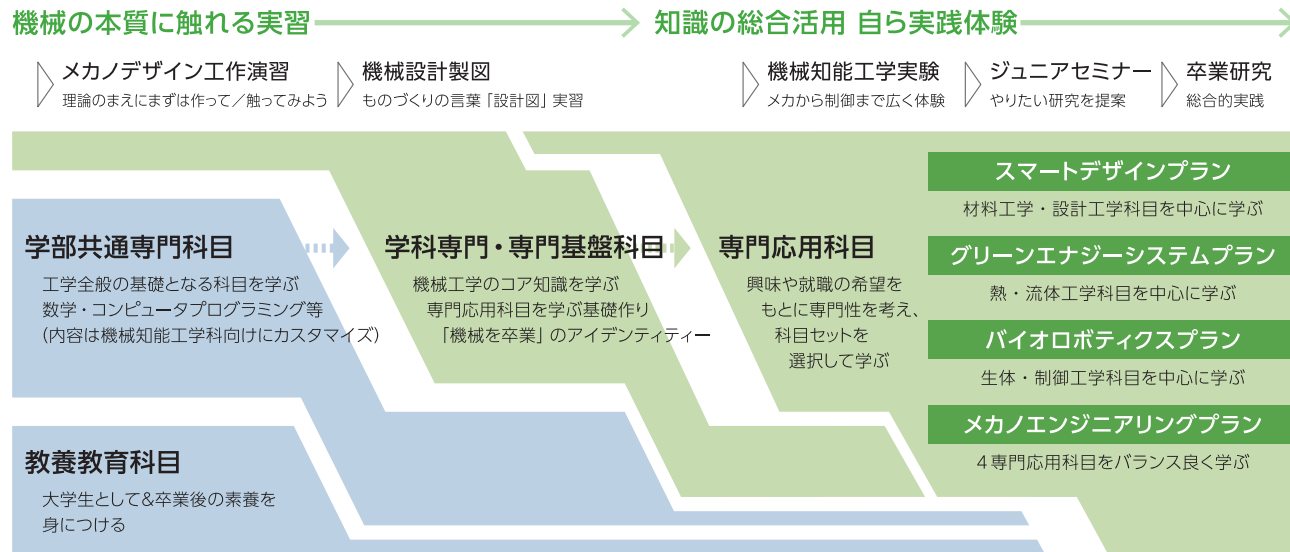 機械の本質に触れる実習
知識の総合活用 自ら実践体験
メカノデザイン工作演習
理論のまえにまずは作って／触ってみよう
機械設計製図
ものづくりの言葉「設計図」実習
機械知能工学実験
メカから制御まで広く体験
ジュニアセミナー
やりたい研究を提案
卒業研究
総合的実践
学部共通専門科目
工学全般の基礎となる科目を学ぶ
数学・コンピュータプログラミング等
(内容は機械知能工学科向けにカスタマイズ)
学科専門・専門基盤科目
機械工学のコア知識を学ぶ
専門応用科目を学ぶ基礎作り
「機械を卒業」のアイデンティティー
専門応用科目
興味や就職の希望を
もとに専門性を考え、
科目セットを
選択して学ぶ
スマートデザインプラン
材料工学・設計工学科目を中心に学ぶ
グリーンエナジーシステムプラン
熱・流体工学科目を中心に学ぶ
バイオロボティクスプラン
生体・制御工学科目を中心に学ぶ
メカノエンジニアリングプラン
４専門応用科目をバランス良く学ぶ
教養教育科目
大学生として&卒業後の素養を
身につける